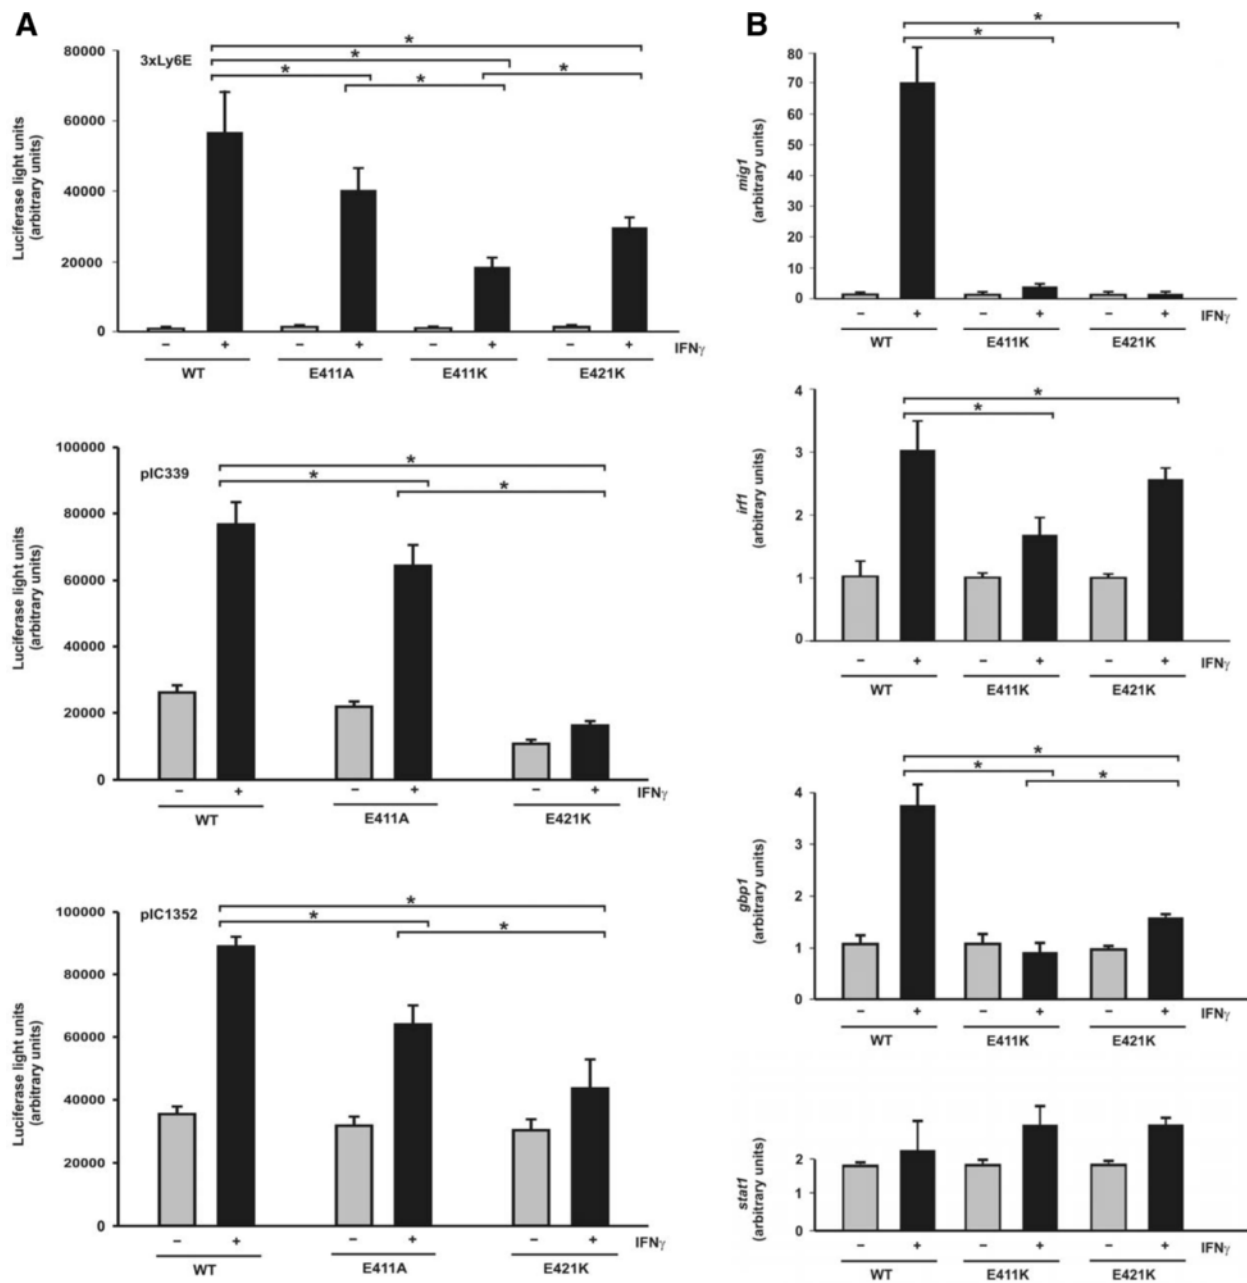 A
3xLy6E
Luciferase light units
(arbitrary units)
80000
60000
40000
20000
0
* * * * *
− + − + − + − + IFNγ
WT E411A E411K E421K
pIC339
Luciferase light units
(arbitrary units)
100000
80000
60000
40000
20000
0
* * *
− + − + − + IFNγ
WT E411A E421K
pIC1352
Luciferase light units
(arbitrary units)
100000
80000
60000
40000
20000
0
* * *
− + − + − + IFNγ
WT E411A E421K
B
mig1
(arbitrary units)
80
70
60
50
40
30
20
10
0
* *
− + − + − + IFNγ
WT E411K E421K
irf1
(arbitrary units)
4
3
2
1
0
* *
− + − + − + IFNγ
WT E411K E421K
gbp1
(arbitrary units)
4
3
2
1
0
* * *
− + − + − + IFNγ
WT E411K E421K
stat1
(arbitrary units)
2
1
0
− + − + − + IFNγ
WT E411K E421K